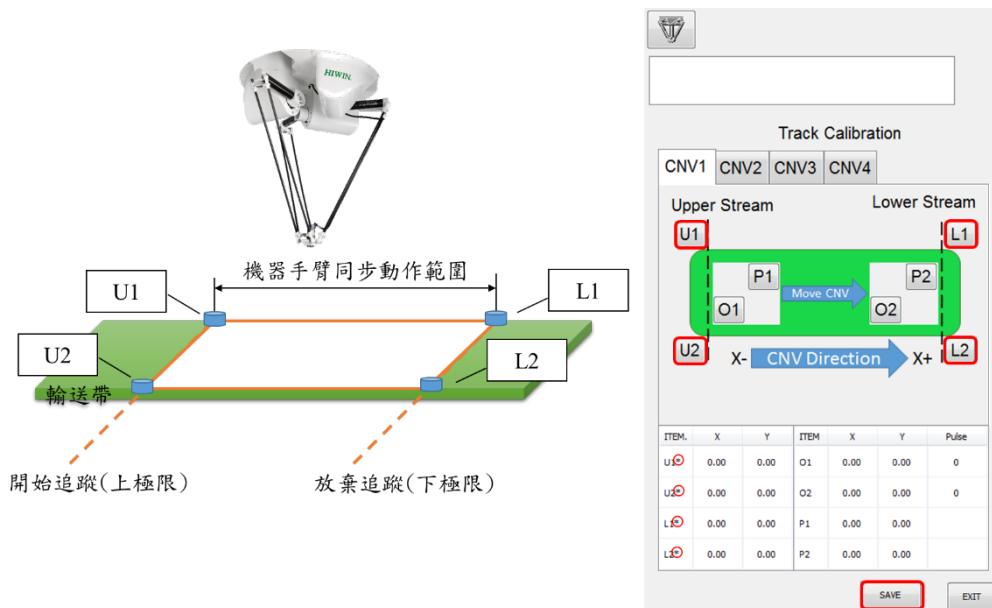 HIWIN
機器手臂同步動作範圍
U1
L1
U2
L2
輸送帶
開始追蹤(上極限)
放棄追蹤(下極限)
Track Calibration
CNV1 CNV2 CNV3 CNV4
Upper Stream Lower Stream
U1 L1
P1 P2
Move CNV
O1 O2
U2 L2
X- CNV Direction X+
ITEM. X Y ITEM X Y Pulse
U1* 0.00 0.00 O1 0.00 0.00 0
U2* 0.00 0.00 O2 0.00 0.00 0
L1* 0.00 0.00 P1 0.00 0.00
L2* 0.00 0.00 P2 0.00 0.00
SAVE EXIT